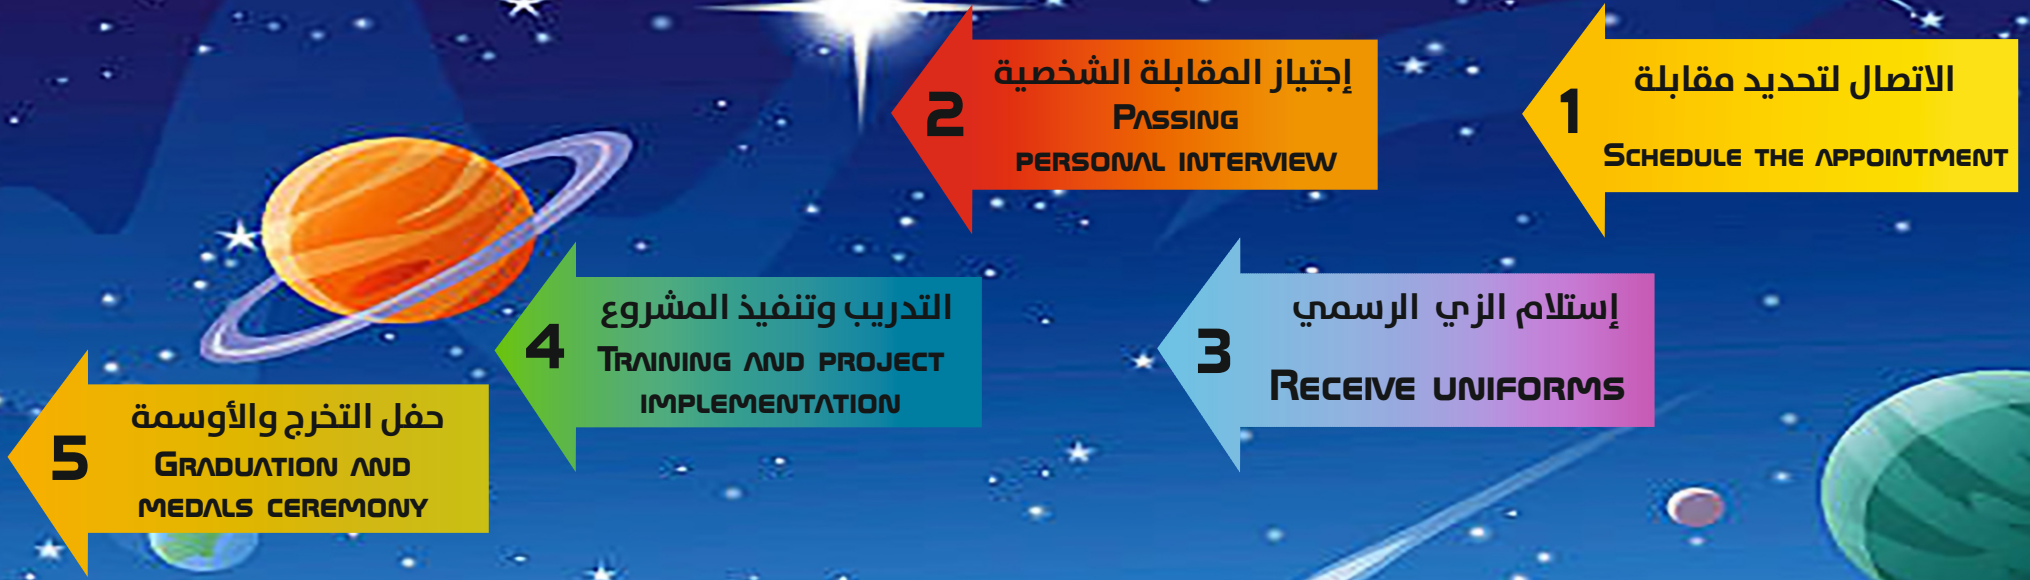 1
الاتصال لتحديد مقابلة
SCHEDULE THE APPOINTMENT
2
إجتياز المقابلة الشخصية
PASSING
PERSONAL INTERVIEW
3
إستلام الزي الرسمي
RECEIVE UNIFORMS
4
التدريب وتنفيذ المشروع
TRAINING AND PROJECT
IMPLEMENTATION
5
حفل التخرج والأوسمة
GRADUATION AND
MEDALS CEREMONY